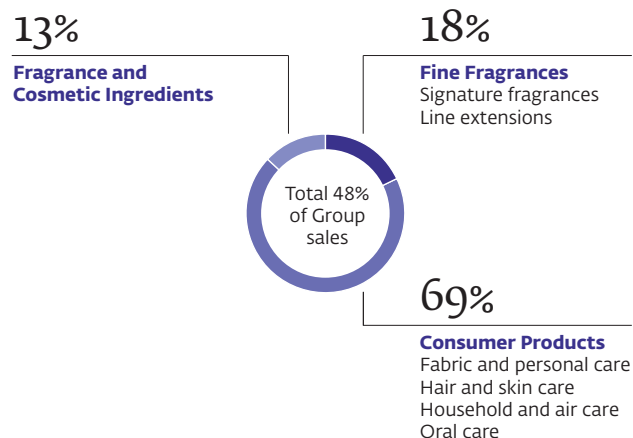 13%
Fragrance and
Cosmetic Ingredients
18%
Fine Fragrances
Signature fragrances
Line extensions
Total 48%
of Group
sales
69%
Consumer Products
Fabric and personal care
Hair and skin care
Household and air care
Oral care